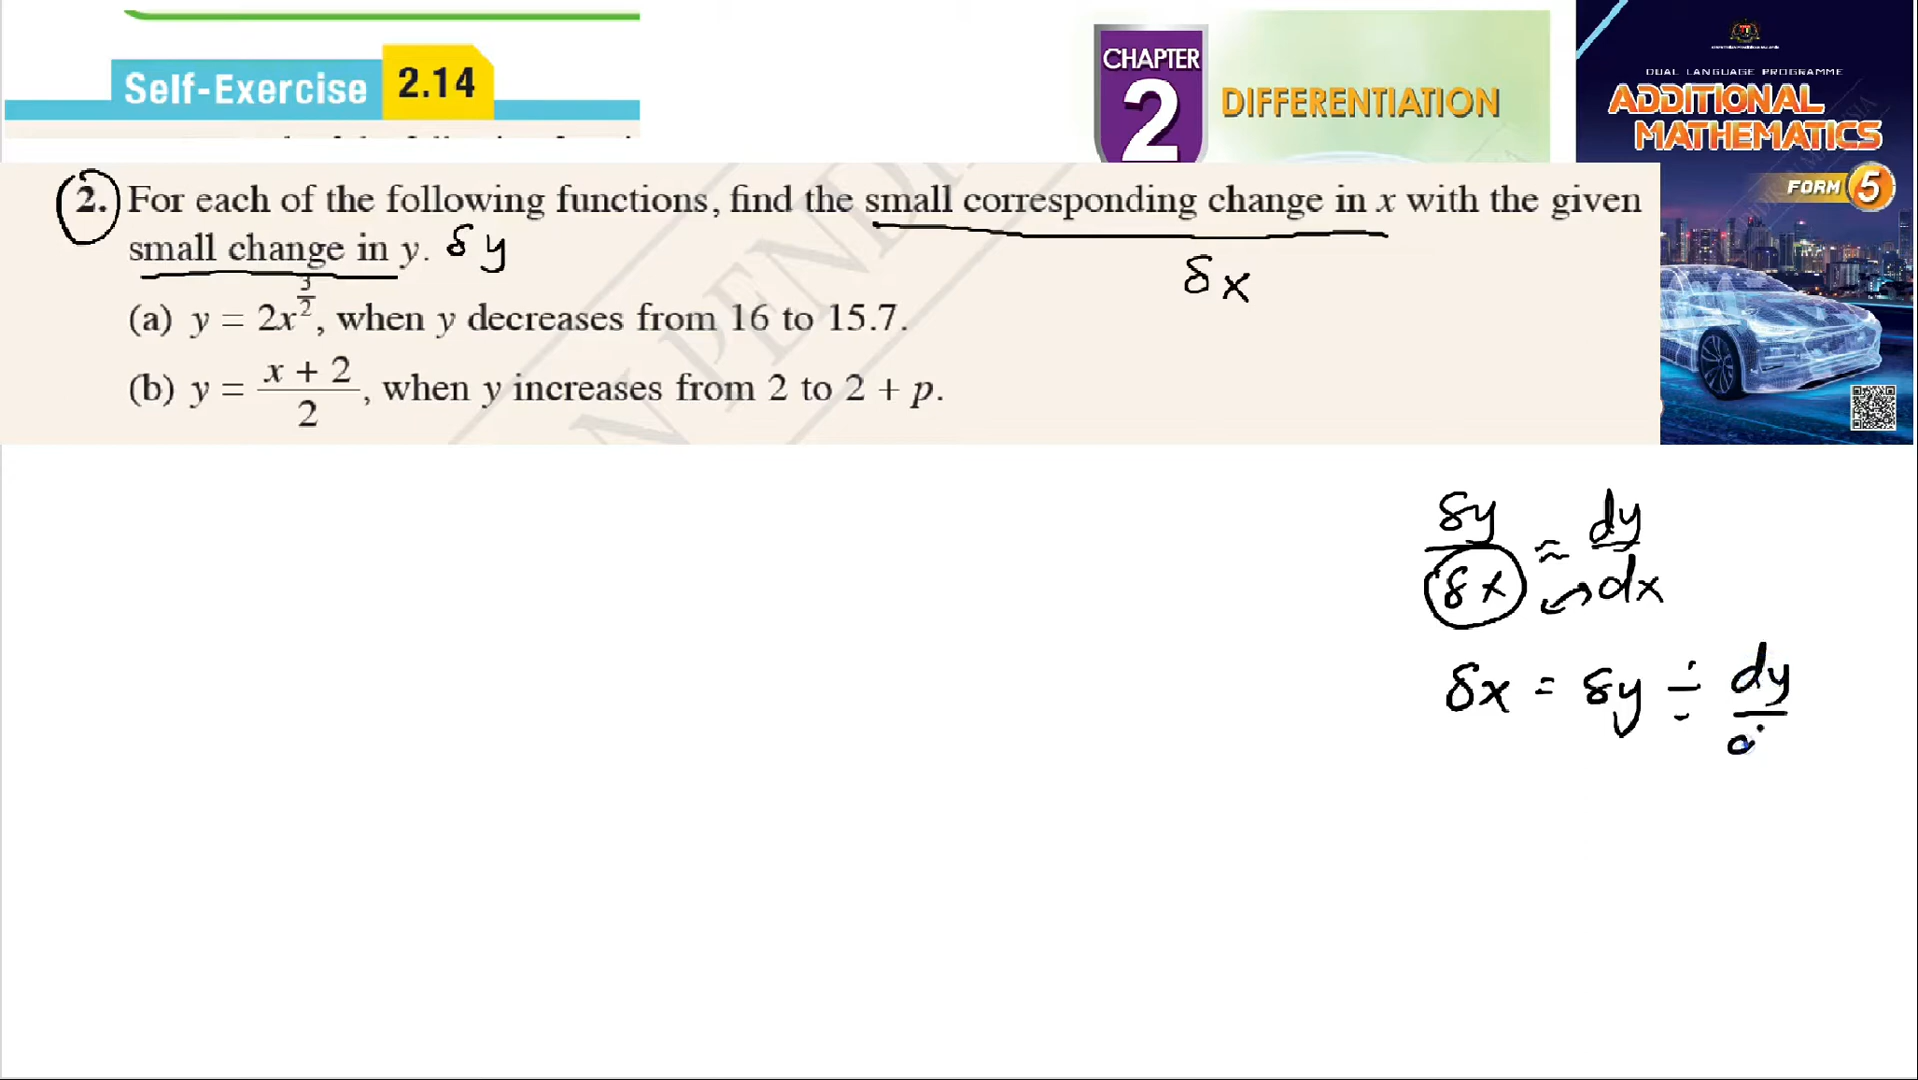 Self-Exercise 2.14
CHAPTER 2
DIFFERENTIATION
DUAL LANGUAGE PROGRAMME
ADDITIONAL
MATHEMATICS
FORM 5
2. For each of the following functions, find the small corresponding change in x with the given
small change in y. δy
δx
(a) y = 2x^(3/2), when y decreases from 16 to 15.7.
(b) y = (x + 2)/2, when y increases from 2 to 2 + p.
δy/δx ≈ dy/dx
δx = δy ÷ dy/